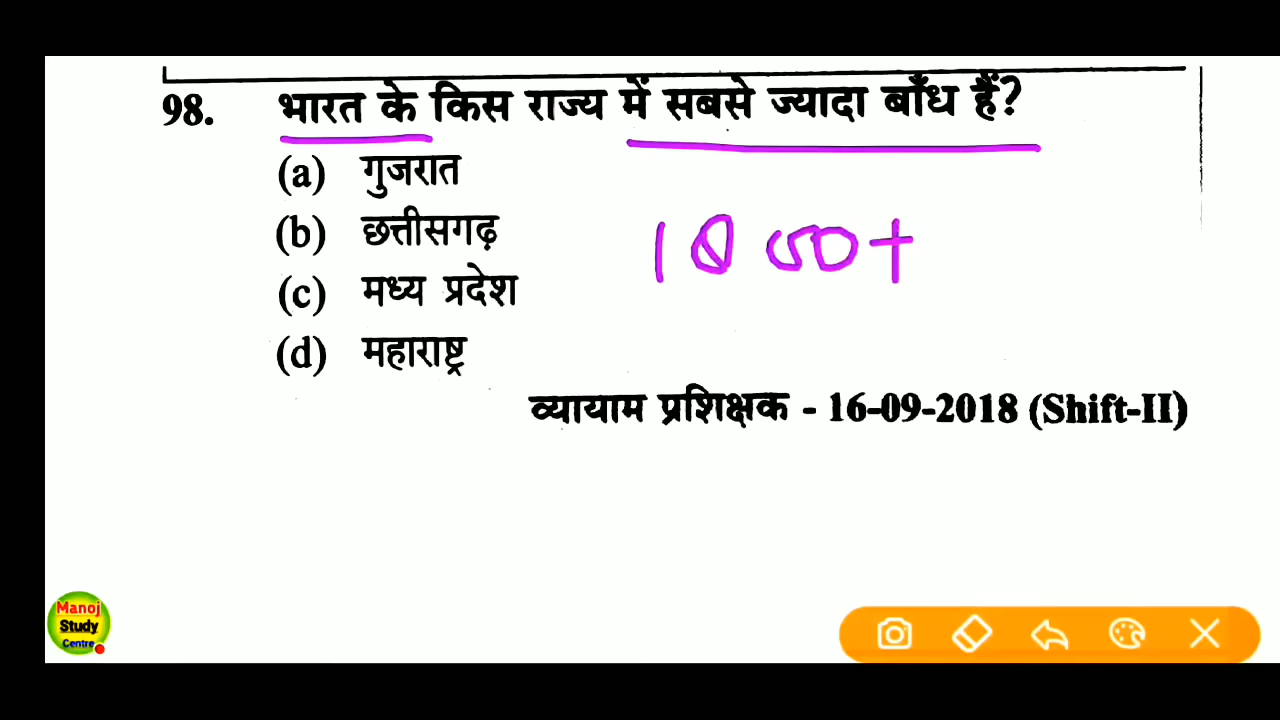 98. भारत के किस राज्य में सबसे ज्यादा बाँध हैं?
(a) गुजरात
(b) छत्तीसगढ़
(c) मध्य प्रदेश
(d) महाराष्ट्र
व्यायाम प्रशिक्षक - 16-09-2018 (Shift-II)
Manoj
Study
Centre